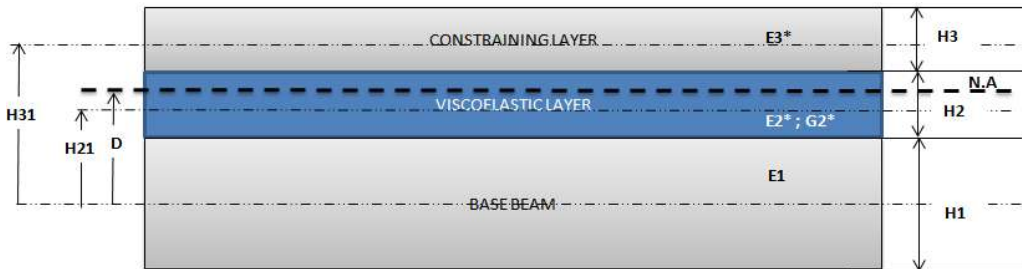 CONSTRAINING LAYER
E3*
H3
N.A
H31
VISCOELASTIC LAYER
H2
E2* ; G2*
H21
D
E1
BASE BEAM
H1